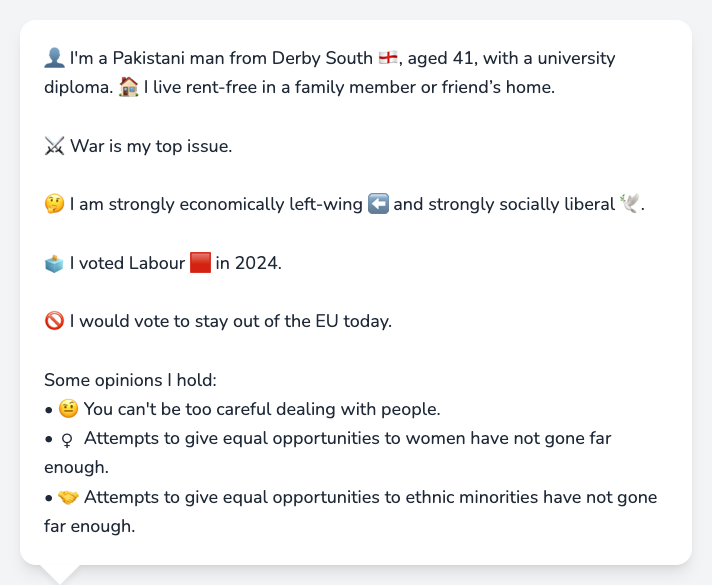 👤 I'm a Pakistani man from Derby South 🏴󠁧󠁢󠁥󠁮󠁧󠁿, aged 41, with a university
diploma. 🏠 I live rent-free in a family member or friend’s home.
⚔️ War is my top issue.
🤔 I am strongly economically left-wing ⬅️ and strongly socially liberal 🕊️.
🗳️ I voted Labour 🟥 in 2024.
🚫 I would vote to stay out of the EU today.
Some opinions I hold:
• 🤨 You can't be too careful dealing with people.
• ♀ Attempts to give equal opportunities to women have not gone far
enough.
• 🤝 Attempts to give equal opportunities to ethnic minorities have not gone
far enough.